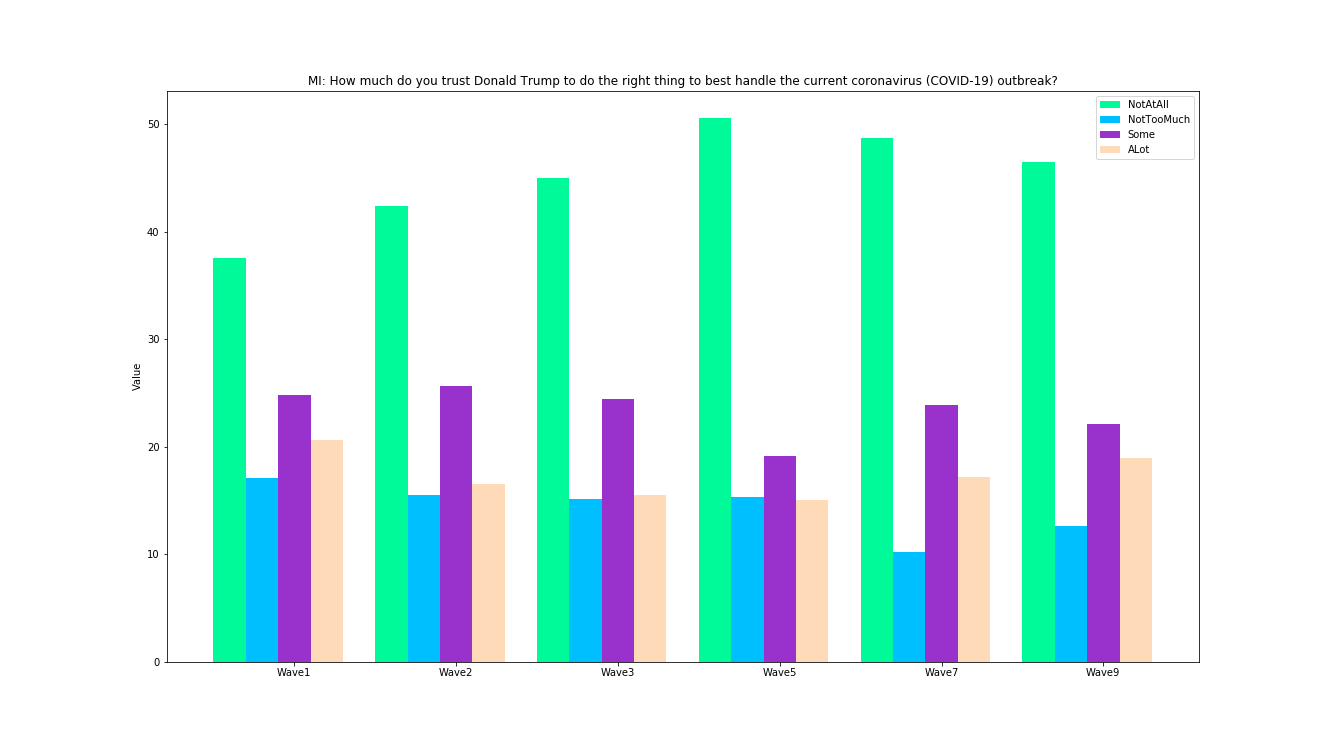 MI: How much do you trust Donald Trump to do the right thing to best handle the current coronavirus (COVID-19) outbreak?
NotAtAll
NotTooMuch
Some
ALot
50
40
30
20
10
0
Value
Wave1 Wave2 Wave3 Wave5 Wave7 Wave9